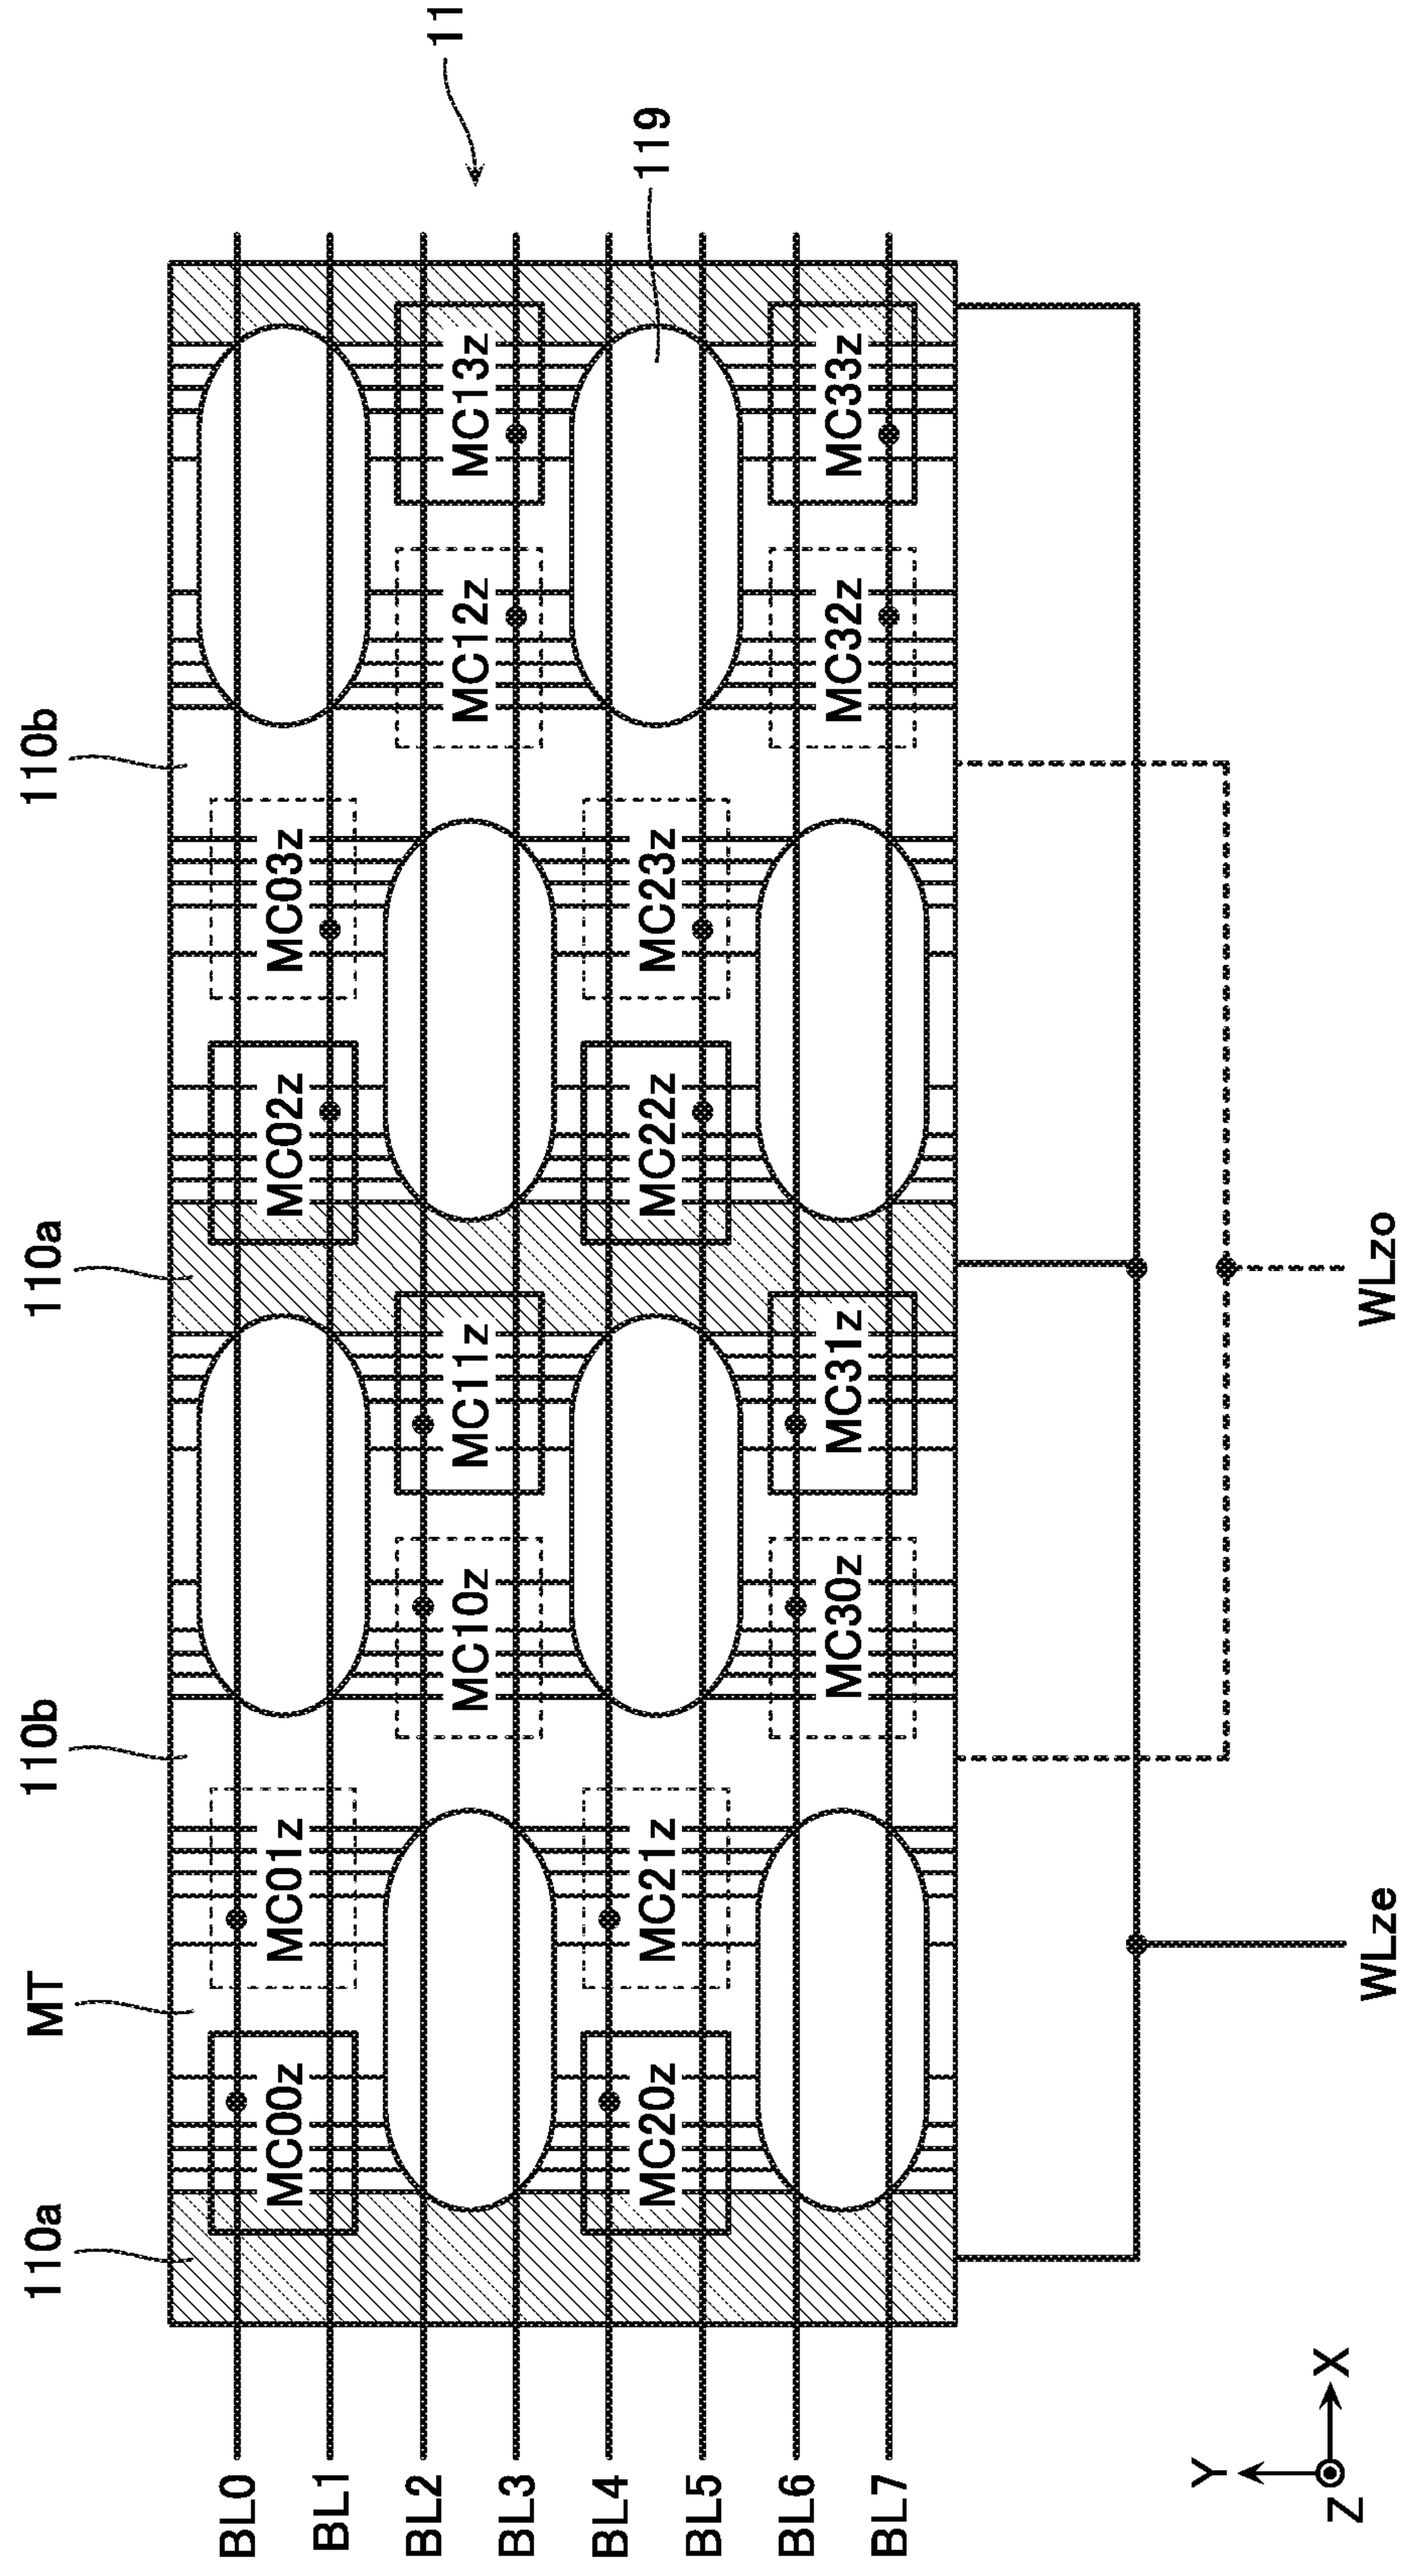 11
119
110a
MT
110b
110a
110b
BL0
BL1
BL2
BL3
BL4
BL5
BL6
BL7
MC00z
MC01z
MC02z
MC03z
MC10z
MC11z
MC12z
MC13z
MC20z
MC21z
MC22z
MC23z
MC30z
MC31z
MC32z
MC33z
WLze
WLzo
Y
X
Z